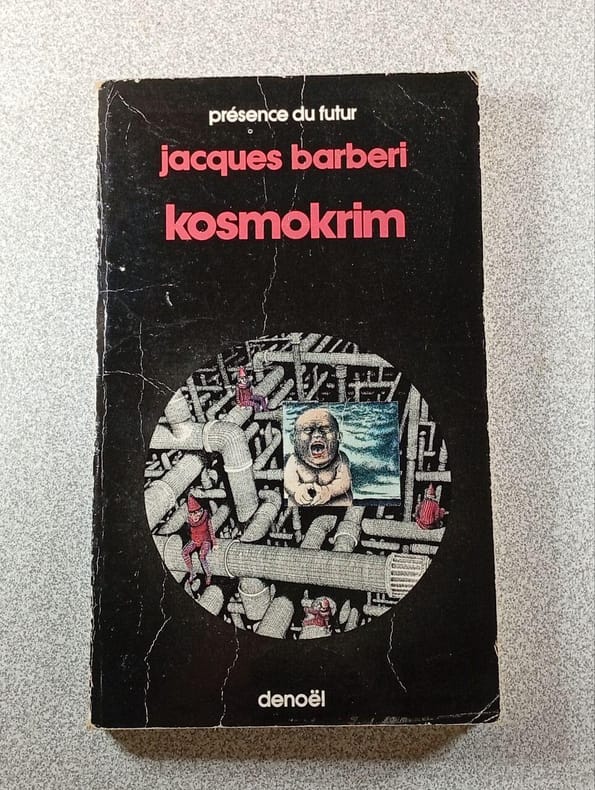 présence du futur
jacques barberi
kosmokrim
denoël